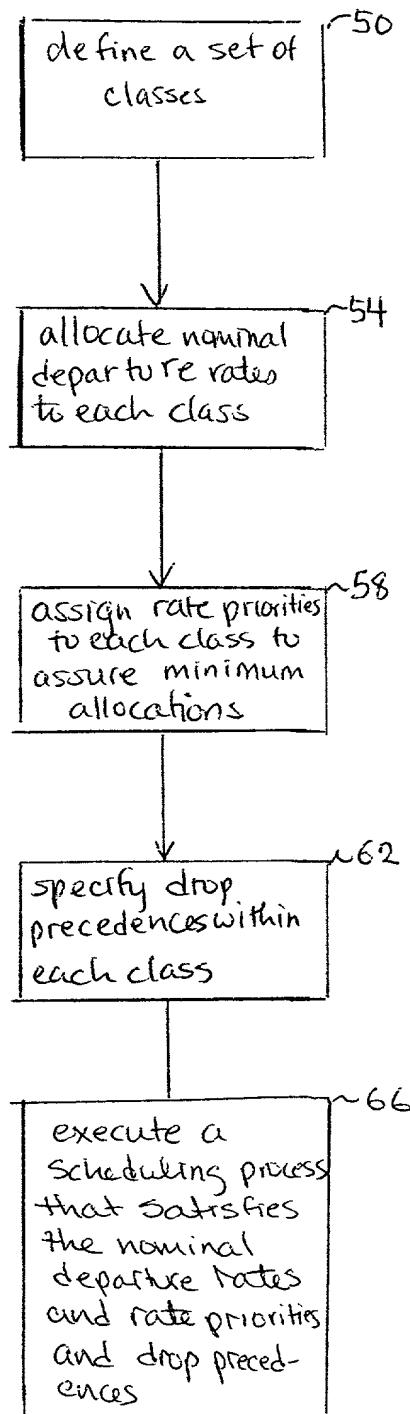 50
define a set of
classes
54
allocate nominal
departure rates
to each class
58
assign rate priorities
to each class to
assure minimum
allocations
62
specify drop
precedences within
each class
66
execute a
scheduling process
that satisfies
the nominal
departure rates
and rate priorities
and drop preced-
ences